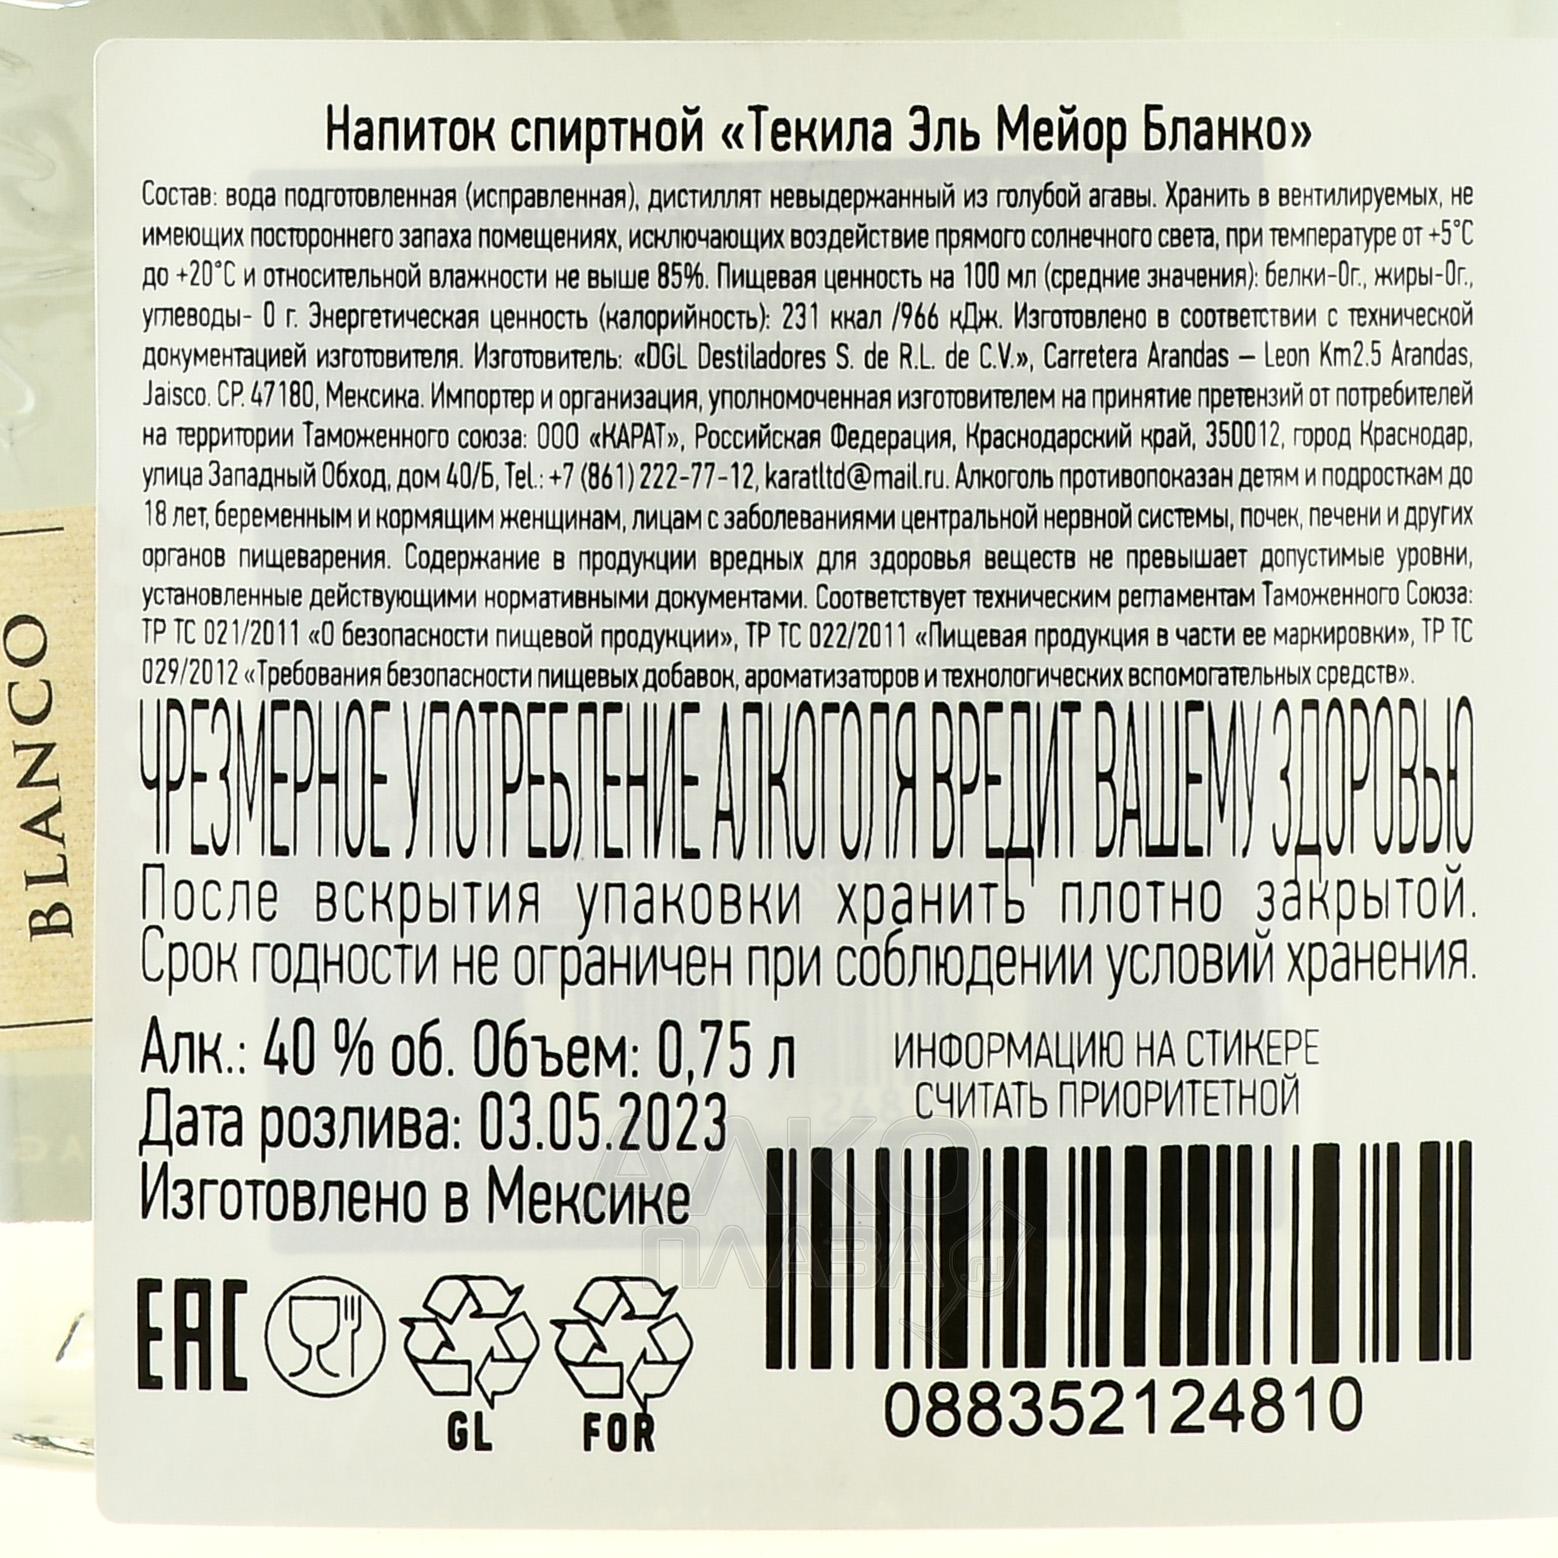 Напиток спиртной «Текила Эль Мейор Бланко»
Состав: вода подготовленная (исправленная), дистиллят невыдержанный из голубой агавы. Хранить в вентилируемых, не
имеющих постороннего запаха помещениях, исключающих воздействие прямого солнечного света, при температуре от +5°С
до +20°С и относительной влажности не выше 85%. Пищевая ценность на 100 мл (средние значения): белки-0г., жиры-0г.,
углеводы- 0 г. Энергетическая ценность (калорийность): 231 ккал /966 кДж. Изготовлено в соответствии с технической
документацией изготовителя. Изготовитель: «DGL Destiladores S. de R.L. de C.V.», Carretera Arandas – Leon Km2.5 Arandas,
Jaisco. CP. 47180, Мексика. Импортер и организация, уполномоченная изготовителем на принятие претензий от потребителей
на территории Таможенного союза: ООО «КАРАТ», Российская Федерация, Краснодарский край, 350012, город Краснодар,
улица Западный Обход, дом 40/Б, Tel.: +7 (861) 222-77-12, karatltd@mail.ru. Алкоголь противопоказан детям и подросткам до
18 лет, беременным и кормящим женщинам, лицам с заболеваниями центральной нервной системы, почек, печени и других
органов пищеварения. Содержание в продукции вредных для здоровья веществ не превышает допустимые уровни,
установленные действующими нормативными документами. Соответствует техническим регламентам Таможенного Союза:
ТР ТС 021/2011 «О безопасности пищевой продукции», ТР ТС 022/2011 «Пищевая продукция в части ее маркировки», ТР ТС
029/2012 «Требования безопасности пищевых добавок, ароматизаторов и технологических вспомогательных средств».
ЧРЕЗМЕРНОЕ УПОТРЕБЛЕНИЕ АЛКОГОЛЯ ВРЕДИТ ВАШЕМУ ЗДОРОВЬЮ
После вскрытия упаковки хранить плотно закрытой.
Срок годности не ограничен при соблюдении условий хранения.
Алк.: 40 % об. Объем: 0,75 л
Дата розлива: 03.05.2023
Изготовлено в Мексике
ИНФОРМАЦИЮ НА СТИКЕРЕ
СЧИТАТЬ ПРИОРИТЕТНОЙ
EAC
GL
FOR
088352124810
BLANCO
АЛКО
ПЛАЗА
.ru